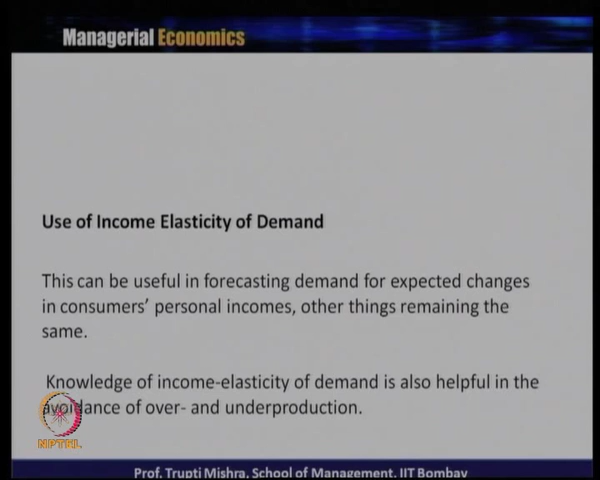 Managerial Economics
Use of Income Elasticity of Demand
This can be useful in forecasting demand for expected changes
in consumers' personal incomes, other things remaining the
same.
Knowledge of income-elasticity of demand is also helpful in the
avoidance of over- and underproduction.
NPTEL
Prof. Trupti Mishra, School of Management, IIT Bombay